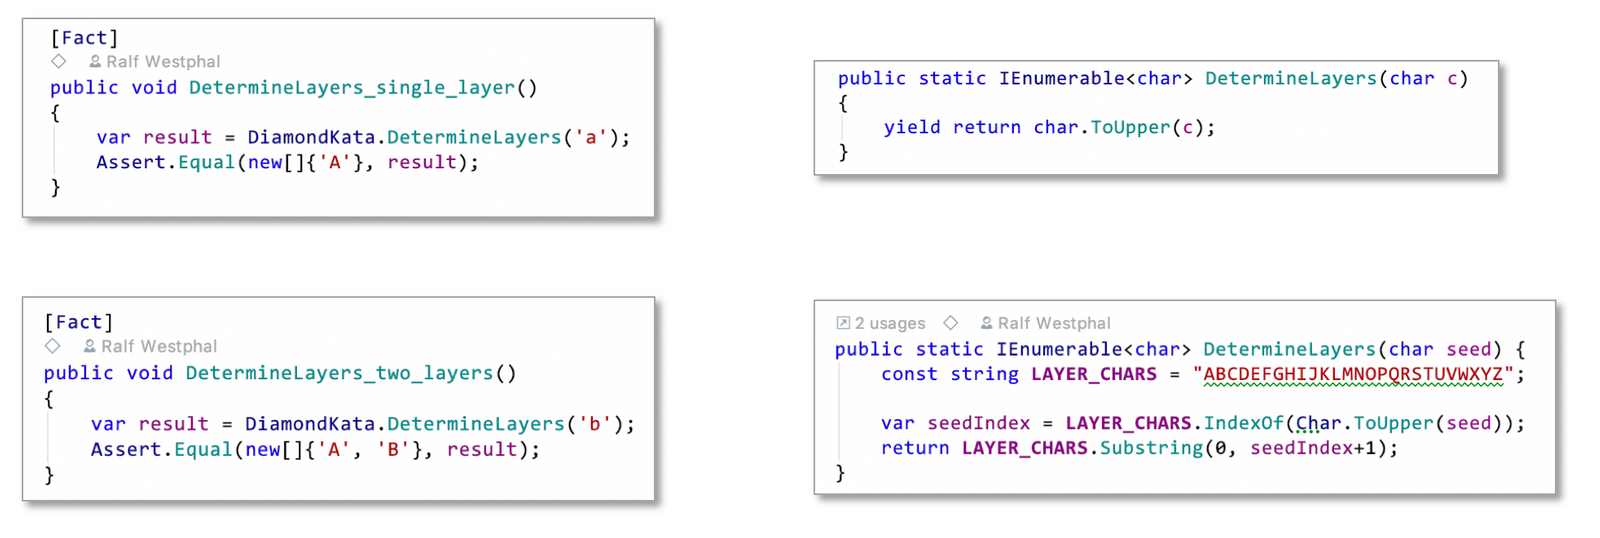 [Fact]
Ralf Westphal
public void DetermineLayers_single_layer()
{
var result = DiamondKata.DetermineLayers('a');
Assert.Equal(new[]{'A'}, result);
}
public static IEnumerable<char> DetermineLayers(char c)
{
yield return char.ToUpper(c);
}
[Fact]
Ralf Westphal
public void DetermineLayers_two_layers()
{
var result = DiamondKata.DetermineLayers('b');
Assert.Equal(new[]{'A', 'B'}, result);
}
2 usages Ralf Westphal
public static IEnumerable<char> DetermineLayers(char seed) {
const string LAYER_CHARS = "ABCDEFGHIJKLMNOPQRSTUVWXYZ";
var seedIndex = LAYER_CHARS.IndexOf(Char.ToUpper(seed));
return LAYER_CHARS.Substring(0, seedIndex+1);
}